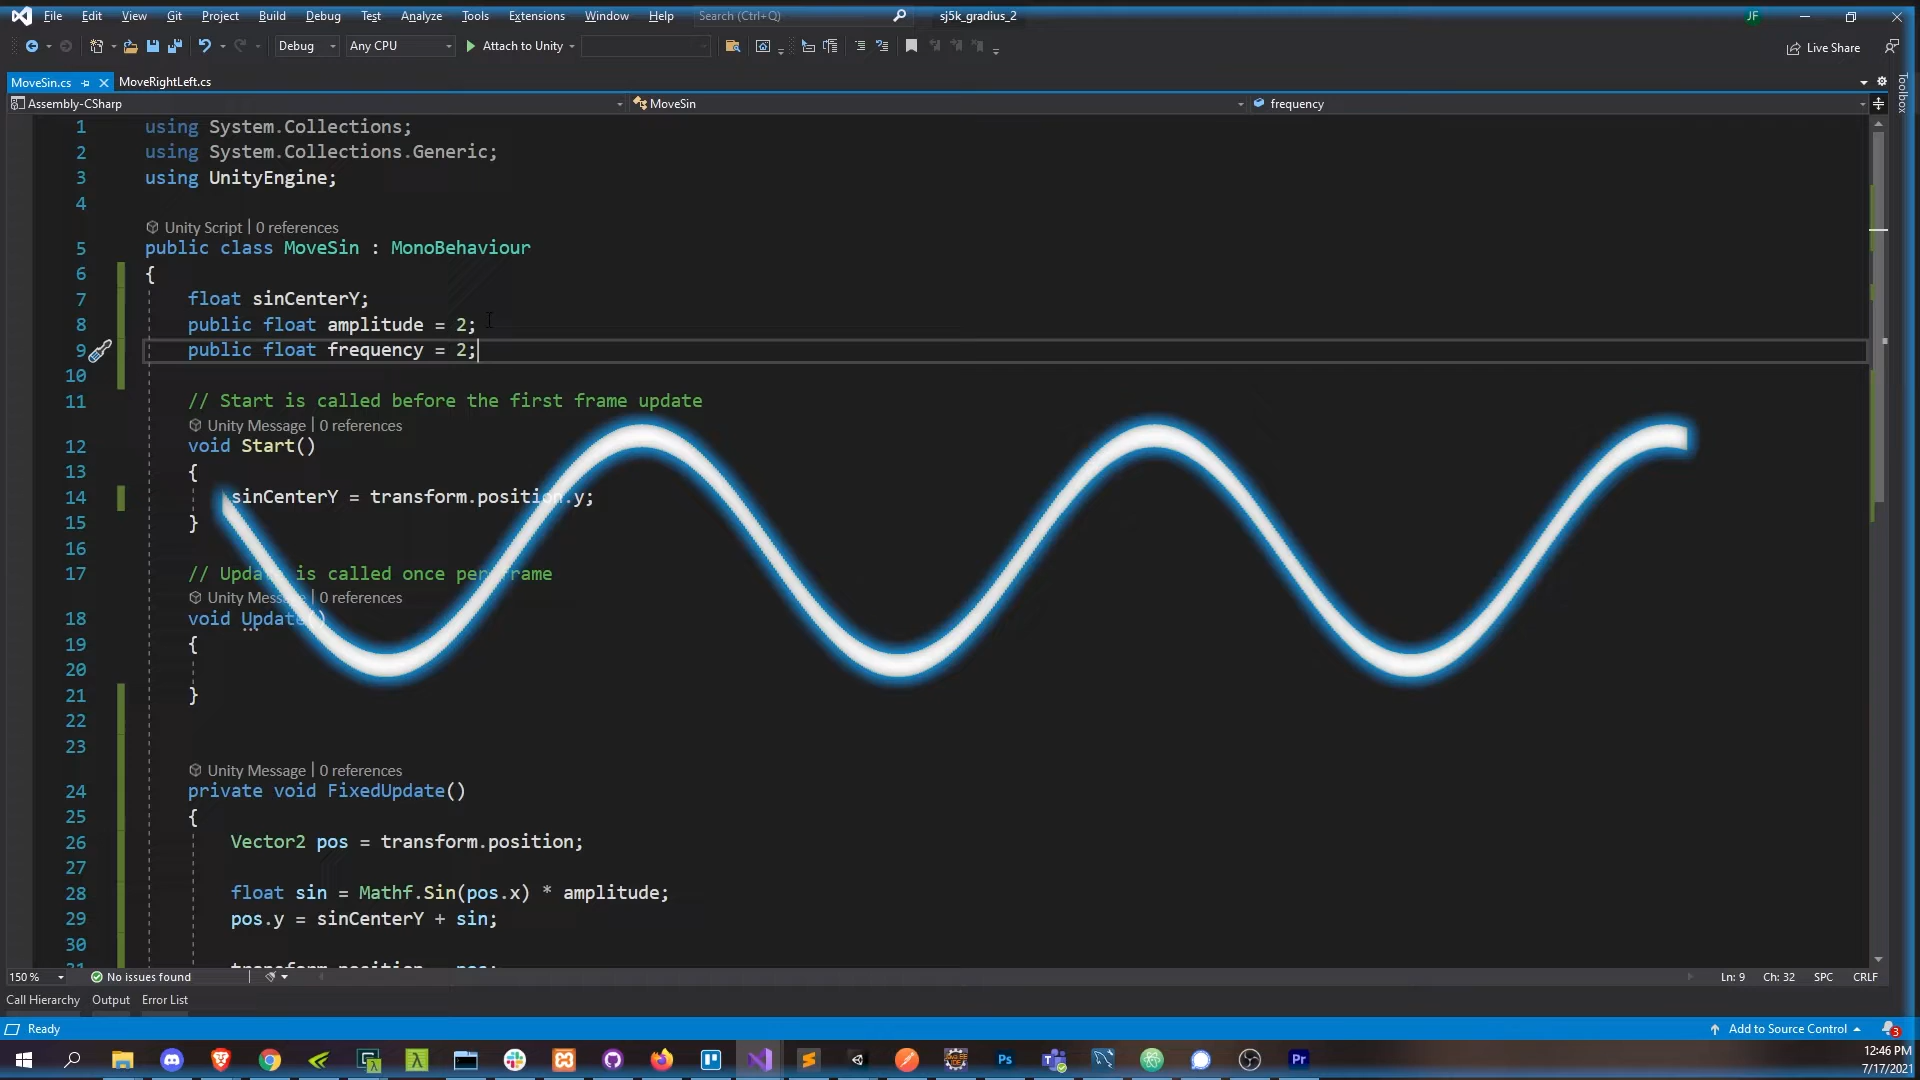 File Edit View Git Project Build Debug Test Analyze Tools Extensions Window Help Search (Ctrl+Q) sj5k_gradius_2 JF
Debug Any CPU Attach to Unity Live Share
MoveSin.cs MoveRightLeft.cs
Assembly-CSharp MoveSin frequency
Toolbox
1 using System.Collections;
2 using System.Collections.Generic;
3 using UnityEngine;
4
Unity Script | 0 references
5 public class MoveSin : MonoBehaviour
6 {
7 float sinCenterY;
8 public float amplitude = 2;
9 public float frequency = 2;
10
11 // Start is called before the first frame update
Unity Message | 0 references
12 void Start()
13 {
14 sinCenterY = transform.position.y;
15 }
16
17 // Update is called once per frame
Unity Message | 0 references
18 void Update()
19 {
20
21 }
22
23
Unity Message | 0 references
24 private void FixedUpdate()
25 {
26 Vector2 pos = transform.position;
27
28 float sin = Mathf.Sin(pos.x) * amplitude;
29 pos.y = sinCenterY + sin;
30
150 % No issues found Ln: 9 Ch: 32 SPC CRLF
Call Hierarchy Output Error List
Ready Add to Source Control 3
12:46 PM
7/17/2021